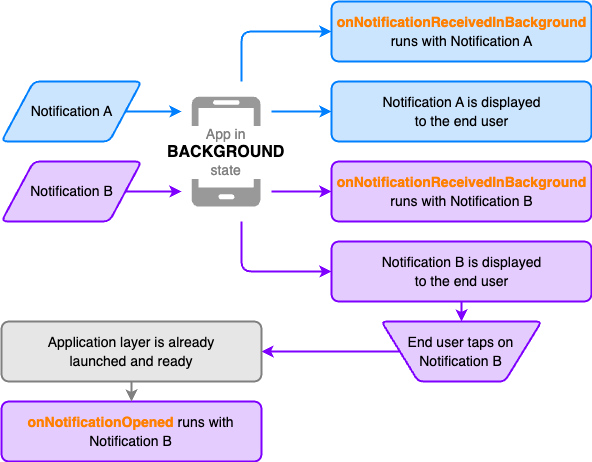 onNotificationReceivedInBackground
runs with Notification A
Notification A
Notification A is displayed
to the end user
App in
BACKGROUND
state
Notification B
onNotificationReceivedInBackground
runs with Notification B
Notification B is displayed
to the end user
Application layer is already
launched and ready
End user taps on
Notification B
onNotificationOpened runs with
Notification B